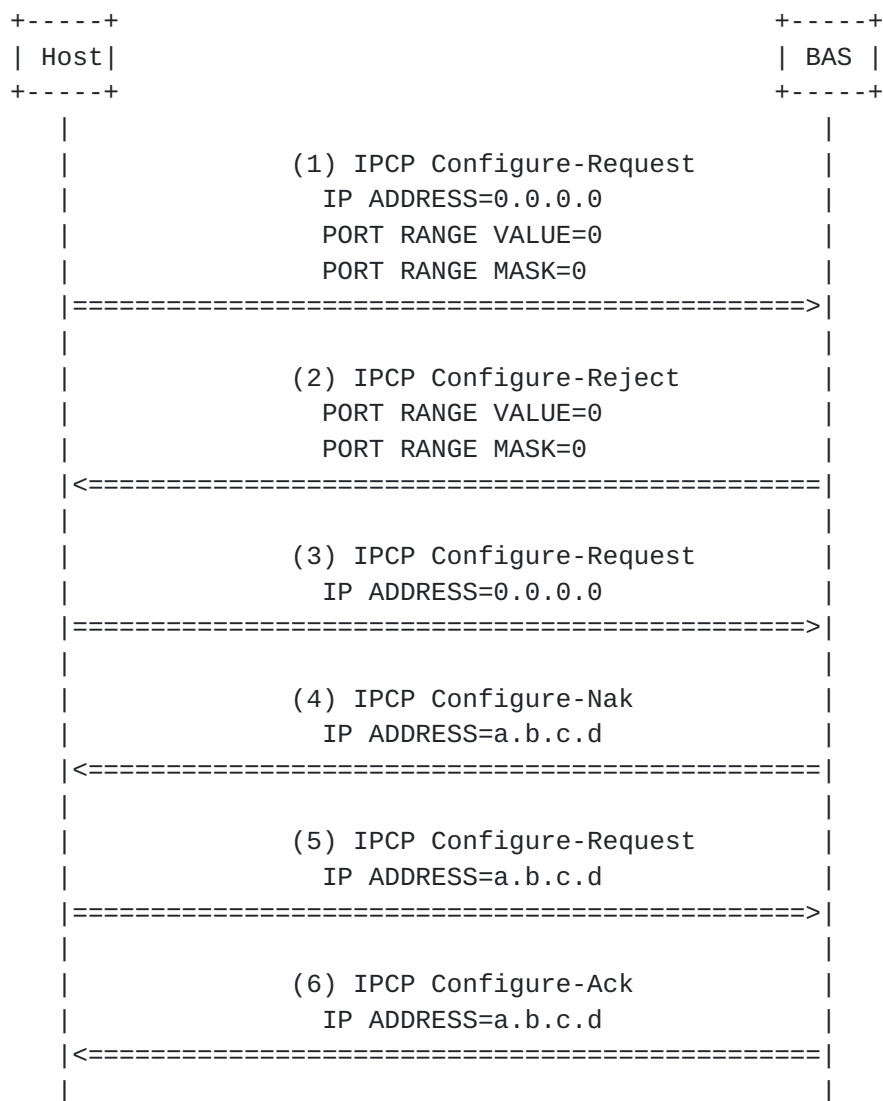 +-----+ +-----+
| Host| | BAS |
+-----+ +-----+
| |
| (1) IPCP Configure-Request |
| IP ADDRESS=0.0.0.0 |
| PORT RANGE VALUE=0 |
| PORT RANGE MASK=0 |
|===============================================>|
| |
| (2) IPCP Configure-Reject |
| PORT RANGE VALUE=0 |
| PORT RANGE MASK=0 |
|<===============================================|
| |
| (3) IPCP Configure-Request |
| IP ADDRESS=0.0.0.0 |
|===============================================>|
| |
| (4) IPCP Configure-Nak |
| IP ADDRESS=a.b.c.d |
|<===============================================|
| |
| (5) IPCP Configure-Request |
| IP ADDRESS=a.b.c.d |
|===============================================>|
| |
| (6) IPCP Configure-Ack |
| IP ADDRESS=a.b.c.d |
|<===============================================|
| |